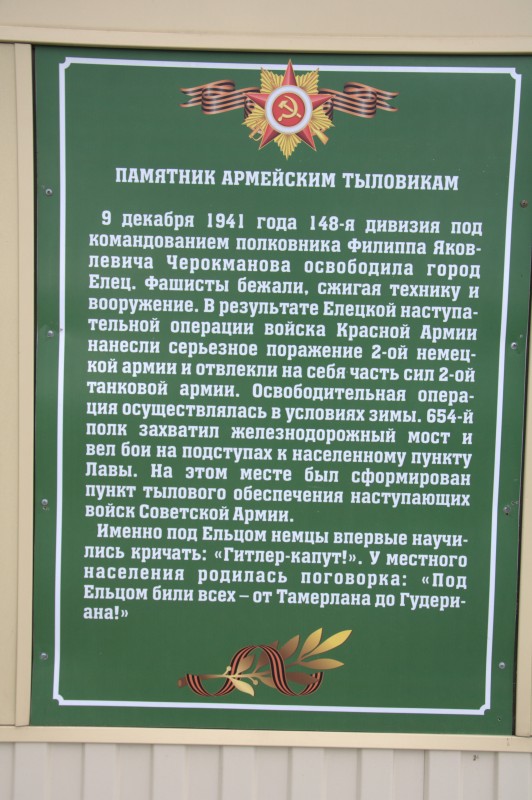 ПАМЯТНИК АРМЕЙСКИМ ТЫЛОВИКАМ
9 декабря 1941 года 148-я дивизия под
командованием полковника Филиппа Яков-
левича Черокманова освободила город
Елец. Фашисты бежали, сжигая технику и
вооружение. В результате Елецкой наступа-
тельной операции войска Красной Армии
нанесли серьезное поражение 2-ой немец-
кой армии и отвлекли на себя часть сил 2-ой
танковой армии. Освободительная опера-
ция осуществлялась в условиях зимы. 654-й
полк захватил железнодорожный мост и
вел бои на подступах к населенному пункту
Лавы. На этом месте был сформирован
пункт тылового обеспечения наступающих
войск Советской Армии.
Именно под Ельцом немцы впервые научи-
лись кричать: «Гитлер-капут!». У местного
населения родилась поговорка: «Под
Ельцом били всех – от Тамерлана до Гудери-
ана!»